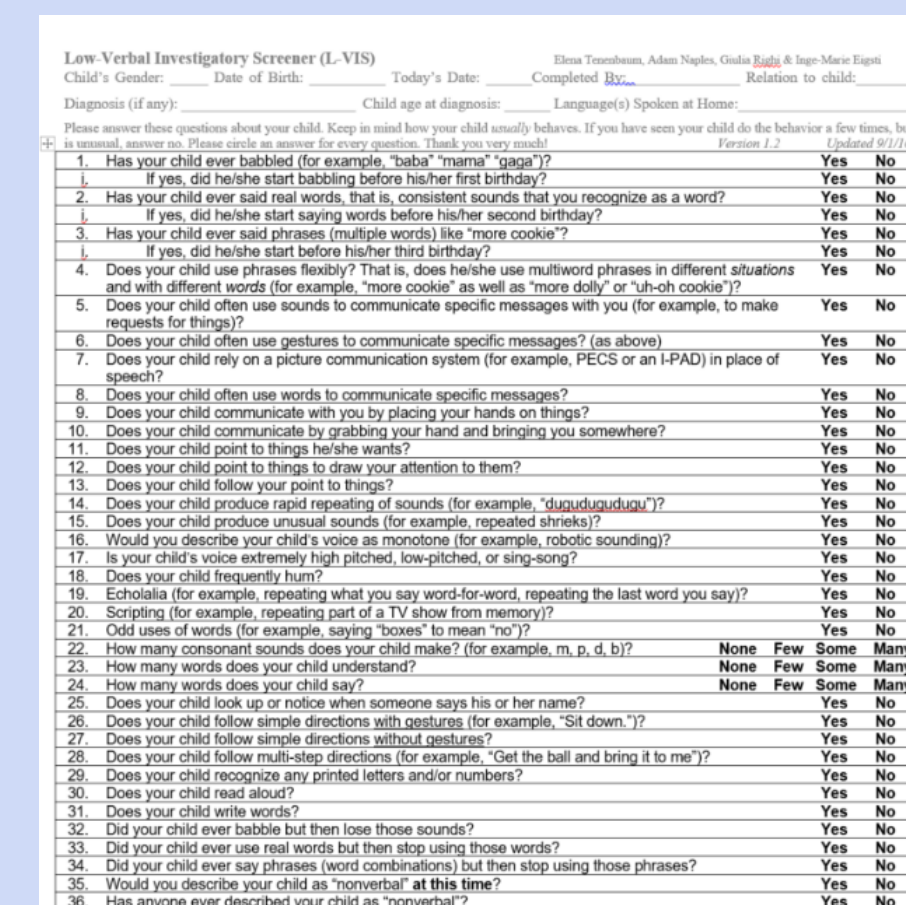 Low-Verbal Investigatory Screener (L-VIS) Elena Tenenbaum, Adam Naples, Giulia Righi & Inge-Marie Eigsti
Child's Gender: _____ Date of Birth: __________ Today's Date: ______ Completed By: Relation to child: ______
Diagnosis (if any): _______________________ Child age at diagnosis: ______ Language(s) Spoken at Home: ______________________
Please answer these questions about your child. Keep in mind how your child usually behaves. If you have seen your child do the behavior a few times, bu
is unusual, answer no. Please circle an answer for every question. Thank you very much! Version 1.2 Updated 9/1/1
1. Has your child ever babbled (for example, "baba" "mama" "gaga")? Yes No
i. If yes, did he/she start babbling before his/her first birthday? Yes No
2. Has your child ever said real words, that is, consistent sounds that you recognize as a word? Yes No
i. If yes, did he/she start saying words before his/her second birthday? Yes No
3. Has your child ever said phrases (multiple words) like "more cookie"? Yes No
i. If yes, did he/she start before his/her third birthday? Yes No
4. Does your child use phrases flexibly? That is, does he/she use multiword phrases in different situations Yes No
and with different words (for example, "more cookie" as well as "more dolly" or "uh-oh cookie")?
5. Does your child often use sounds to communicate specific messages with you (for example, to make Yes No
requests for things)?
6. Does your child often use gestures to communicate specific messages? (as above) Yes No
7. Does your child rely on a picture communication system (for example, PECS or an I-PAD) in place of Yes No
speech?
8. Does your child often use words to communicate specific messages? Yes No
9. Does your child communicate with you by placing your hands on things? Yes No
10. Does your child communicate by grabbing your hand and bringing you somewhere? Yes No
11. Does your child point to things he/she wants? Yes No
12. Does your child point to things to draw your attention to them? Yes No
13. Does your child follow your point to things? Yes No
14. Does your child produce rapid repeating of sounds (for example, "dugudugudugu")? Yes No
15. Does your child produce unusual sounds (for example, repeated shrieks)? Yes No
16. Would you describe your child's voice as monotone (for example, robotic sounding)? Yes No
17. Is your child's voice extremely high pitched, low-pitched, or sing-song? Yes No
18. Does your child frequently hum? Yes No
19. Echolalia (for example, repeating what you say word-for-word, repeating the last word you say)? Yes No
20. Scripting (for example, repeating part of a TV show from memory)? Yes No
21. Odd uses of words (for example, saying "boxes" to mean "no")? Yes No
22. How many consonant sounds does your child make? (for example, m, p, d, b)? None Few Some Many
23. How many words does your child understand? None Few Some Many
24. How many words does your child say? None Few Some Many
25. Does your child look up or notice when someone says his or her name? Yes No
26. Does your child follow simple directions with gestures (for example, "Sit down.")? Yes No
27. Does your child follow simple directions without gestures? Yes No
28. Does your child follow multi-step directions (for example, "Get the ball and bring it to me")? Yes No
29. Does your child recognize any printed letters and/or numbers? Yes No
30. Does your child read aloud? Yes No
31. Does your child write words? Yes No
32. Did your child ever babble but then lose those sounds? Yes No
33. Did your child ever use real words but then stop using those words? Yes No
34. Did your child ever say phrases (word combinations) but then stop using those phrases? Yes No
35. Would you describe your child as "nonverbal" at this time? Yes No
36. Has anyone ever described your child as "nonverbal"? Yes No